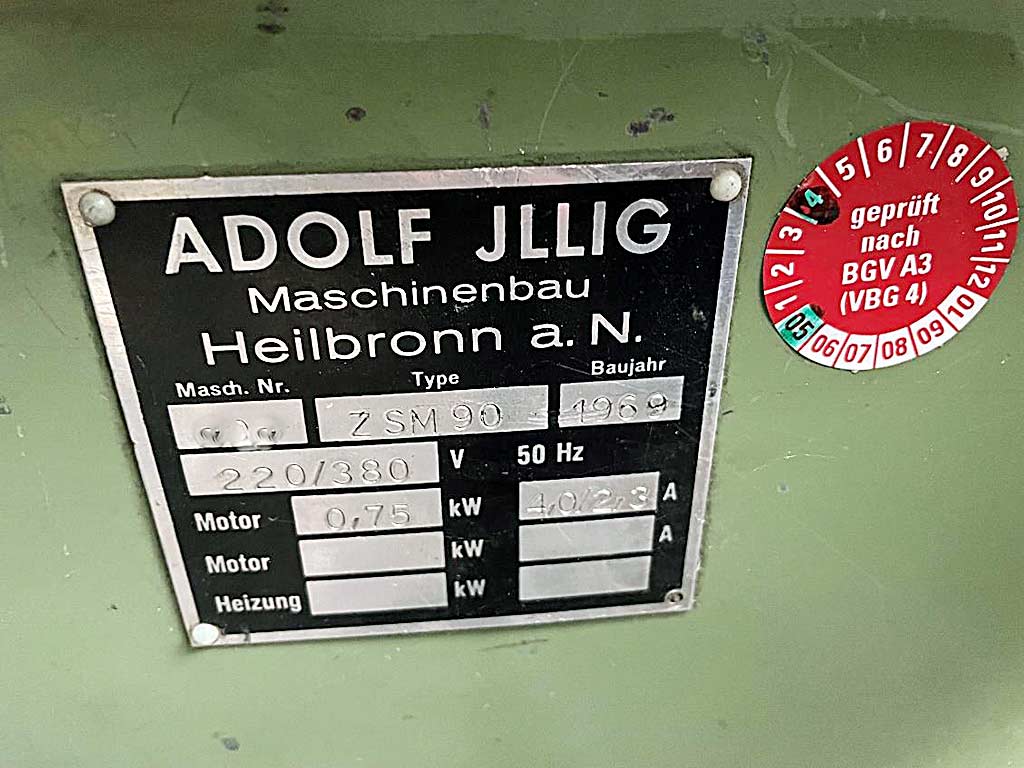 ADOLF JLLIG
Maschinenbau
Heilbronn a. N.
Masch. Nr. Type Baujahr
ZSM 90 1969
220/380 V 50 Hz
Motor 0,75 kW 4,0/2,3 A
Motor kW A
Heizung kW
1 2 3 4 5 6 7 8 9 10 11 12
geprüft
nach
BGV A3
(VBG 4)
05 06 07 08 09 10